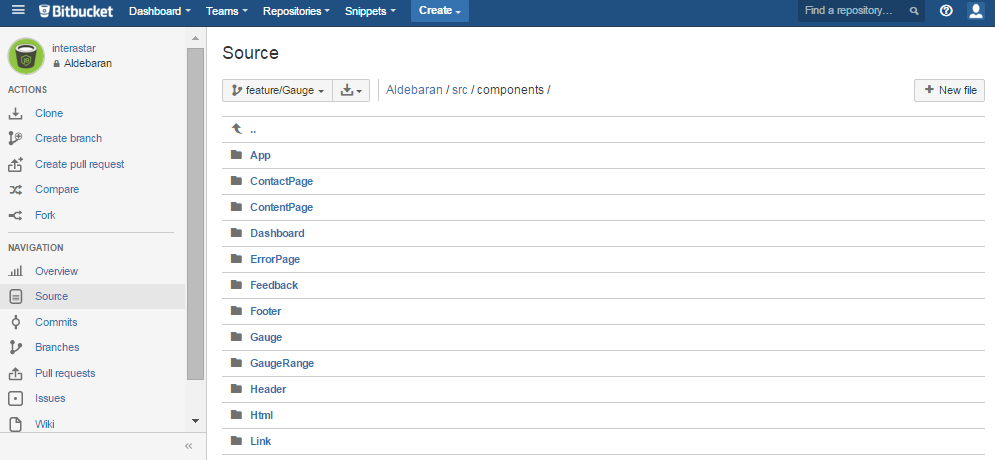 Bitbucket Dashboard Teams Repositories Snippets Create Find a repository...
interastar
Aldebaran
ACTIONS
Clone
Create branch
Create pull request
Compare
Fork
NAVIGATION
Overview
Source
Commits
Branches
Pull requests
Issues
Wiki
«
Source
feature/Gauge Aldebaran / src / components / + New file
..
App
ContactPage
ContentPage
Dashboard
ErrorPage
Feedback
Footer
Gauge
GaugeRange
Header
Html
Link